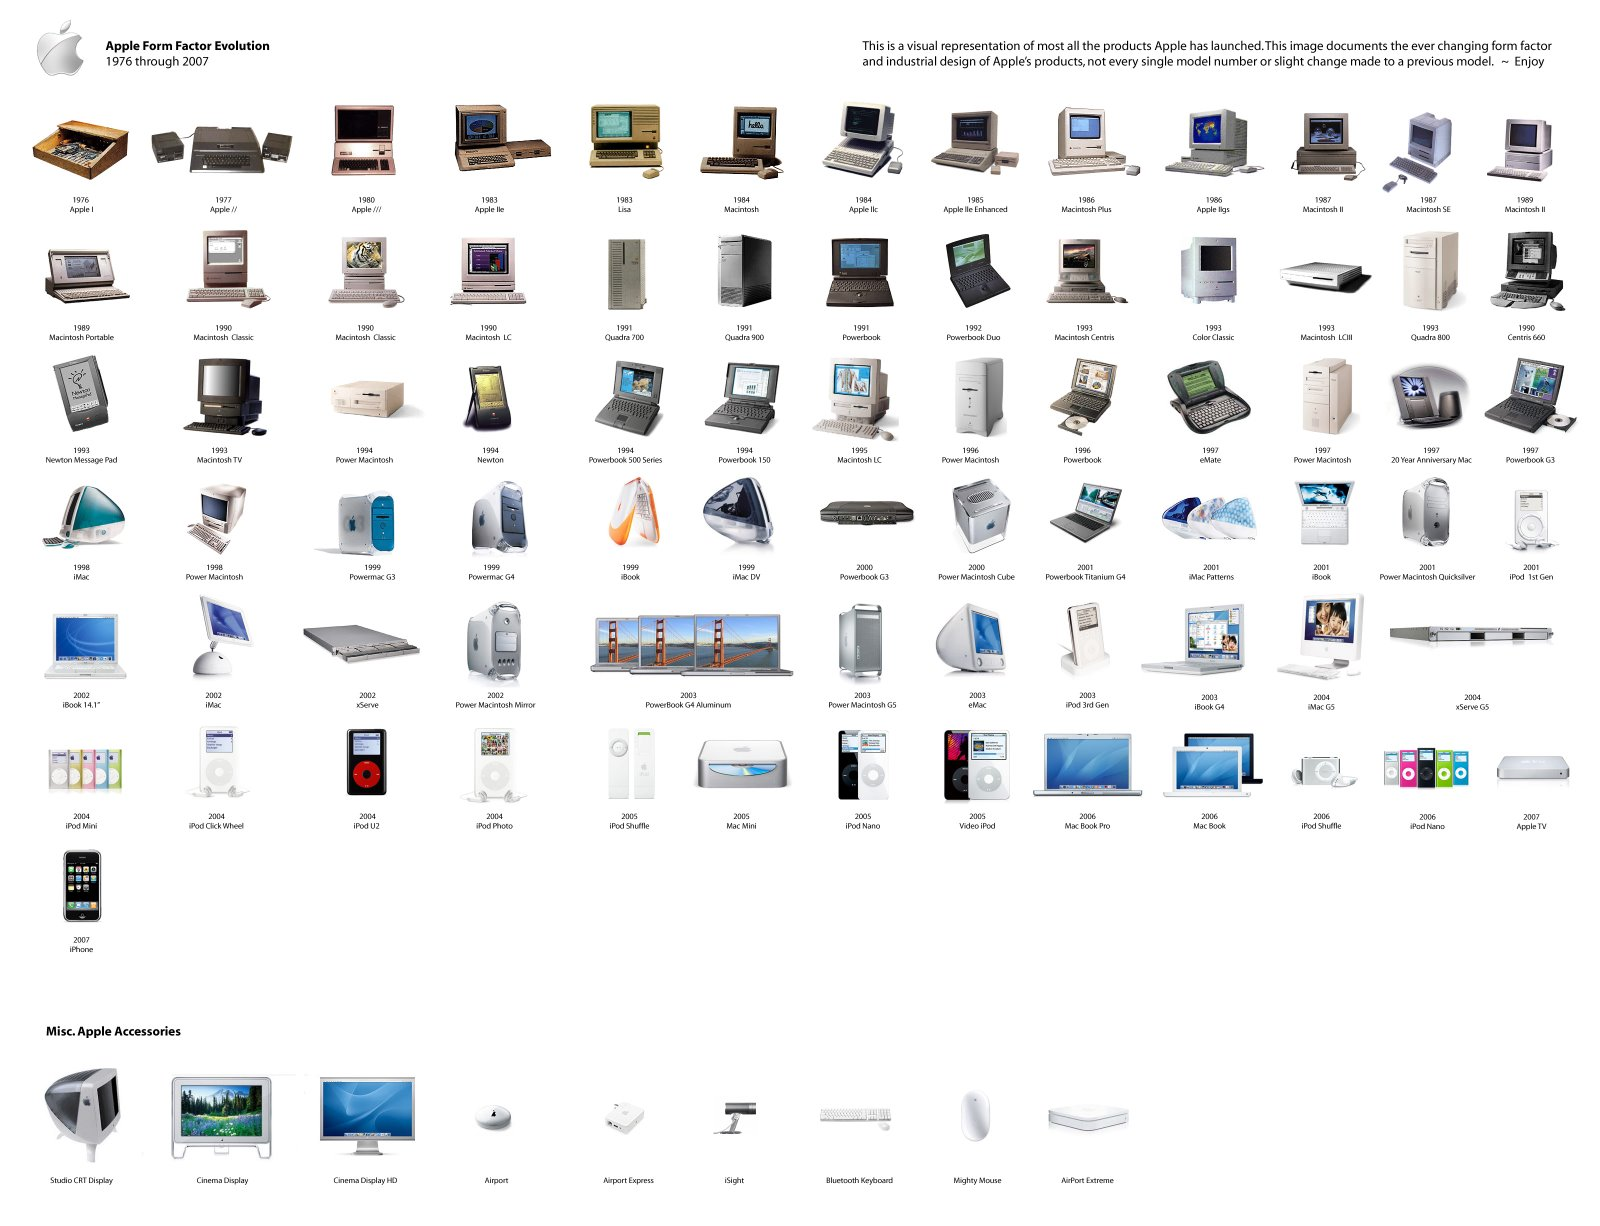 Apple Form Factor Evolution
1976 through 2007
This is a visual representation of most all the products Apple has launched. This image documents the ever changing form factor
and industrial design of Apple's products, not every single model number or slight change made to a previous model.  ~  Enjoy
1976
Apple I
1977
Apple //
1980
Apple ///
1983
Apple IIe
1983
Lisa
1984
Macintosh
1984
Apple IIc
1985
Apple IIe Enhanced
1986
Macintosh Plus
1986
Apple IIgs
1987
Macintosh II
1987
Macintosh SE
1989
Macintosh II
1989
Macintosh Portable
1990
Macintosh Classic
1990
Macintosh Classic
1990
Macintosh LC
1991
Quadra 700
1991
Quadra 900
1991
Powerbook
1992
Powerbook Duo
1993
Macintosh Centris
1993
Color Classic
1993
Macintosh LCIII
1993
Quadra 800
1990
Centris 660
1993
Newton Message Pad
1993
Macintosh TV
1994
Power Macintosh
1994
Newton
1994
Powerbook 500 Series
1994
Powerbook 150
1995
Macintosh LC
1996
Power Macintosh
1996
Powerbook
1997
eMate
1997
Power Macintosh
1997
20 Year Anniversary Mac
1997
Powerbook G3
1998
iMac
1998
Power Macintosh
1999
Powermac G3
1999
Powermac G4
1999
iBook
1999
iMac DV
2000
Powerbook G3
2000
Power Macintosh Cube
2001
Powerbook Titanium G4
2001
iMac Patterns
2001
iBook
2001
Power Macintosh Quicksilver
2001
iPod 1st Gen
2002
iBook 14.1"
2002
iMac
2002
xServe
2002
Power Macintosh Mirror
2003
PowerBook G4 Aluminum
2003
Power Macintosh G5
2003
eMac
2003
iPod 3rd Gen
2003
iBook G4
2004
iMac G5
2004
xServe G5
2004
iPod Mini
2004
iPod Click Wheel
2004
iPod U2
2004
iPod Photo
2005
iPod Shuffle
2005
Mac Mini
2005
iPod Nano
2005
Video iPod
2006
Mac Book Pro
2006
Mac Book
2006
iPod Shuffle
2006
iPod Nano
2007
Apple TV
2007
iPhone
Misc. Apple Accessories
Studio CRT Display
Cinema Display
Cinema Display HD
Airport
Airport Express
iSight
Bluetooth Keyboard
Mighty Mouse
AirPort Extreme